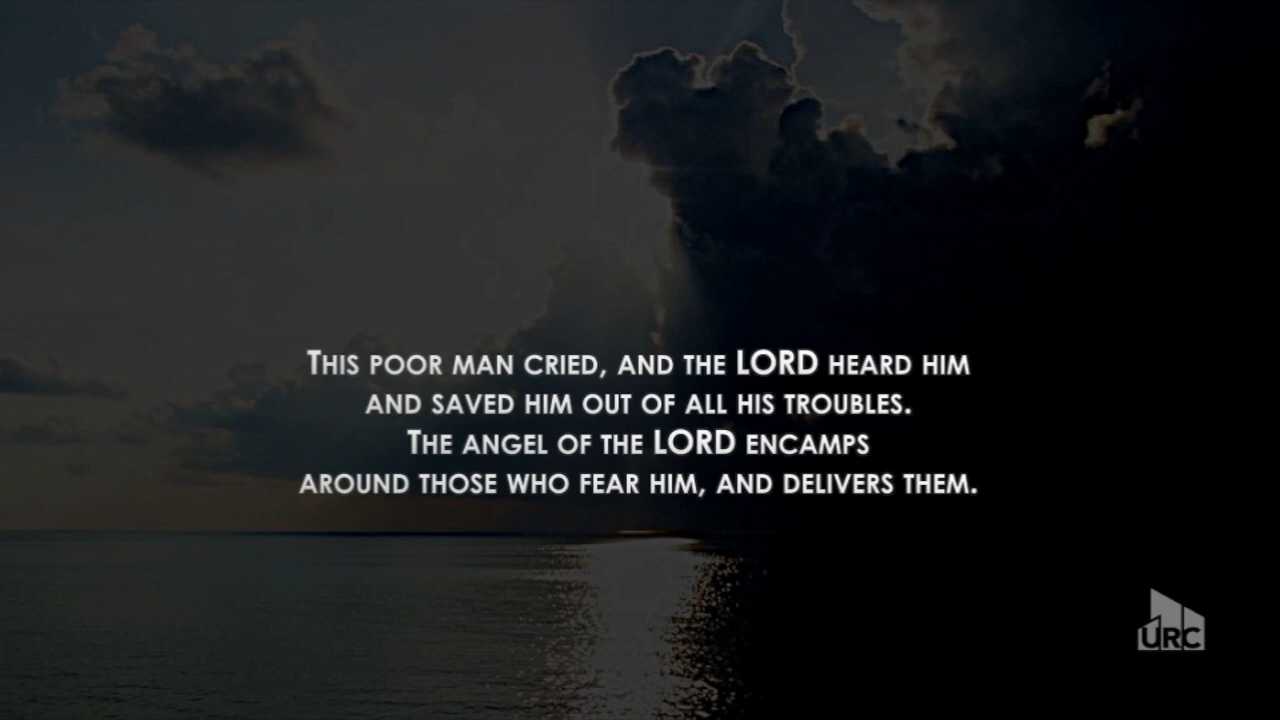 This poor man cried, and the LORD heard him
and saved him out of all his troubles.
The angel of the LORD encamps
around those who fear him, and delivers them.
URC